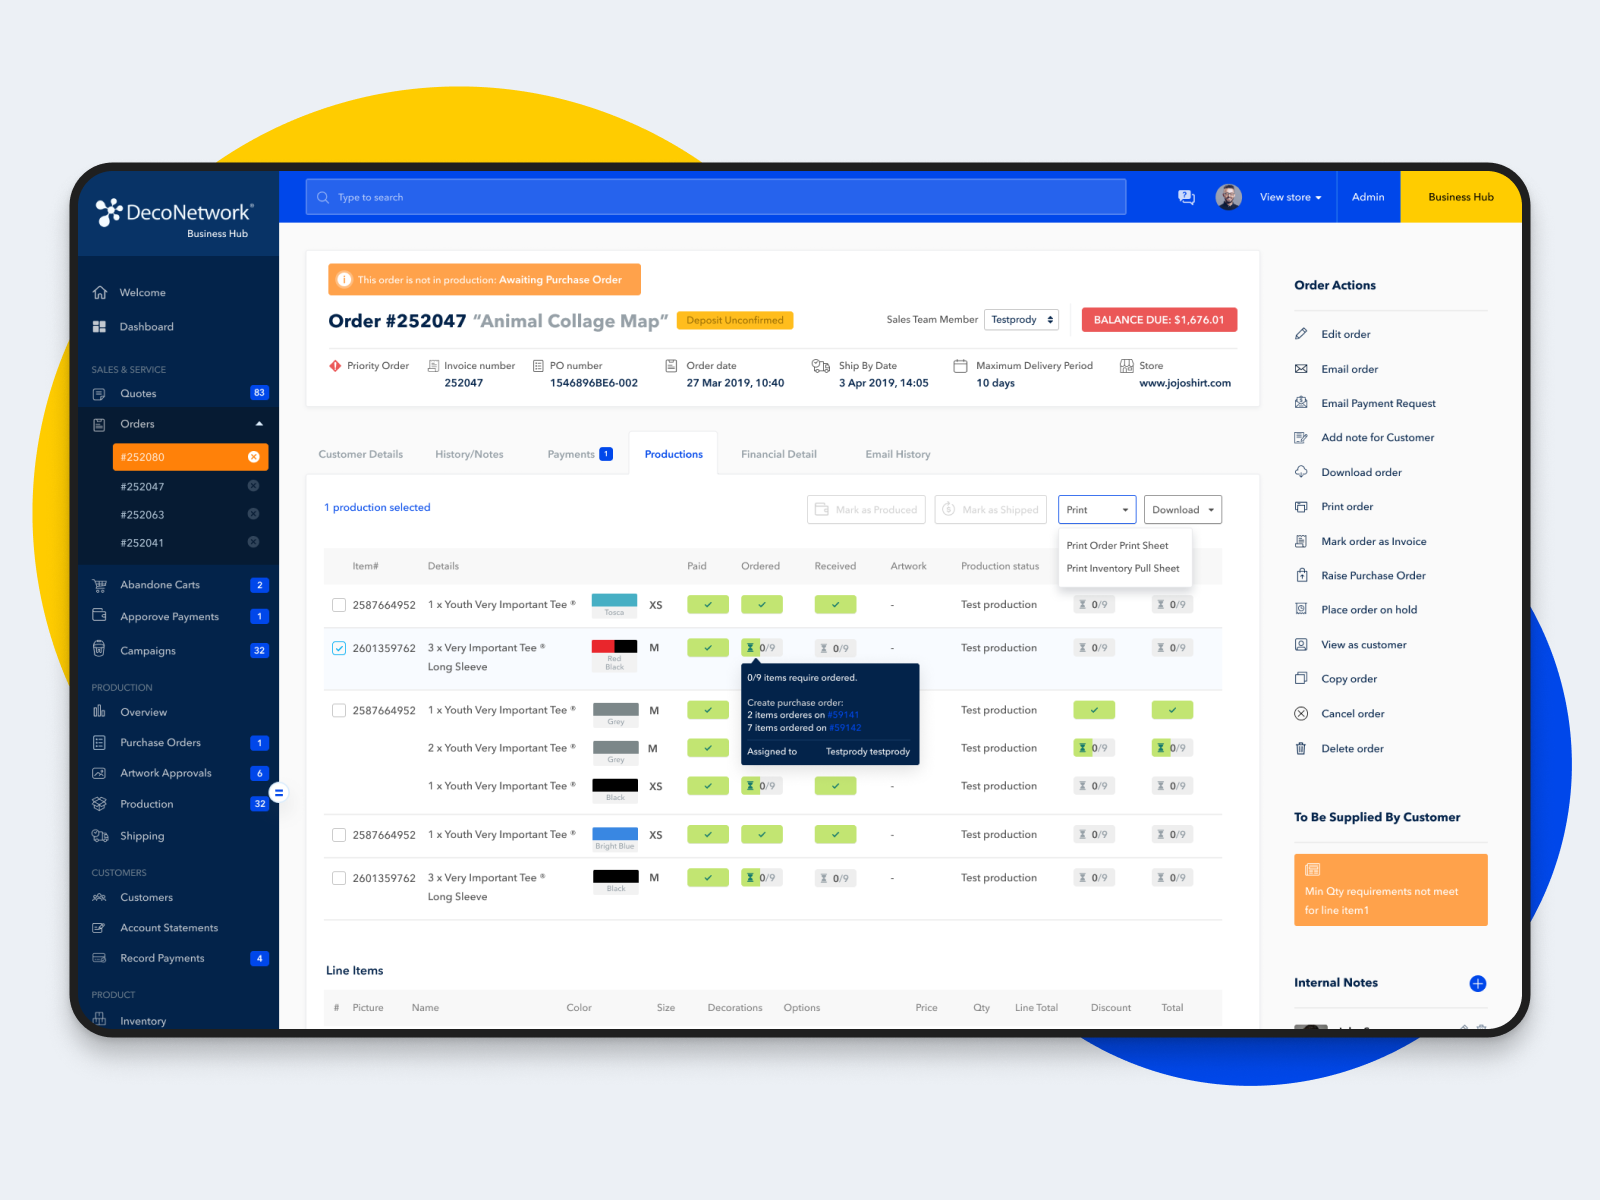 DecoNetwork®
Business Hub
Type to search
View store
Admin
Business Hub
Welcome
Dashboard
SALES & SERVICE
Quotes 83
Orders
#252080
#252047
#252063
#252041
Abandone Carts 2
Apporove Payments 1
Campaigns 32
PRODUCTION
Overview
Purchase Orders 1
Artwork Approvals 6
Production 32
Shipping
CUSTOMERS
Customers
Account Statements
Record Payments 4
PRODUCT
Inventory
This order is not in production: Awaiting Purchase Order
Order #252047 “Animal Collage Map” Deposit Unconfirmed
Sales Team Member Testprody BALANCE DUE: $1,676.01
Priority Order
Invoice number
252047
PO number
1546896BE6-002
Order date
27 Mar 2019, 10:40
Ship By Date
3 Apr 2019, 14:05
Maximum Delivery Period
10 days
Store
www.jojoshirt.com
Customer Details History/Notes Payments 1 Productions Financial Detail Email History
1 production selected
Mark as Produced Mark as Shipped Print Download
Print Order Print Sheet
Print Inventory Pull Sheet
Item# Details Paid Ordered Received Artwork Production status
2587664952 1 x Youth Very Important Tee ® Tosca XS - Test production 0/9 0/9
2601359762 3 x Very Important Tee ® M 0/9 0/9 - Test production 0/9 0/9
Long Sleeve
Red
Black
0/9 items require ordered.
Create purchase order:
2 items orderes on #59141
7 items ordered on #59142
Assigned to Testprody testprody
2587664952 1 x Youth Very Important Tee ® Grey M Test production
2 x Youth Very Important Tee ® Grey M Test production 0/9 0/9
1 x Youth Very Important Tee ® Black XS 0/9 - Test production 0/9 0/9
2587664952 1 x Youth Very Important Tee ® Bright Blue XS - Test production 0/9 0/9
2601359762 3 x Very Important Tee ® Black M 0/9 0/9 - Test production 0/9 0/9
Long Sleeve
Line Items
# Picture Name Color Size Decorations Options Price Qty Line Total Discount Total
Order Actions
Edit order
Email order
Email Payment Request
Add note for Customer
Download order
Print order
Mark order as Invoice
Raise Purchase Order
Place order on hold
View as customer
Copy order
Cancel order
Delete order
To Be Supplied By Customer
Min Qty requirements not meet
for line item1
Internal Notes